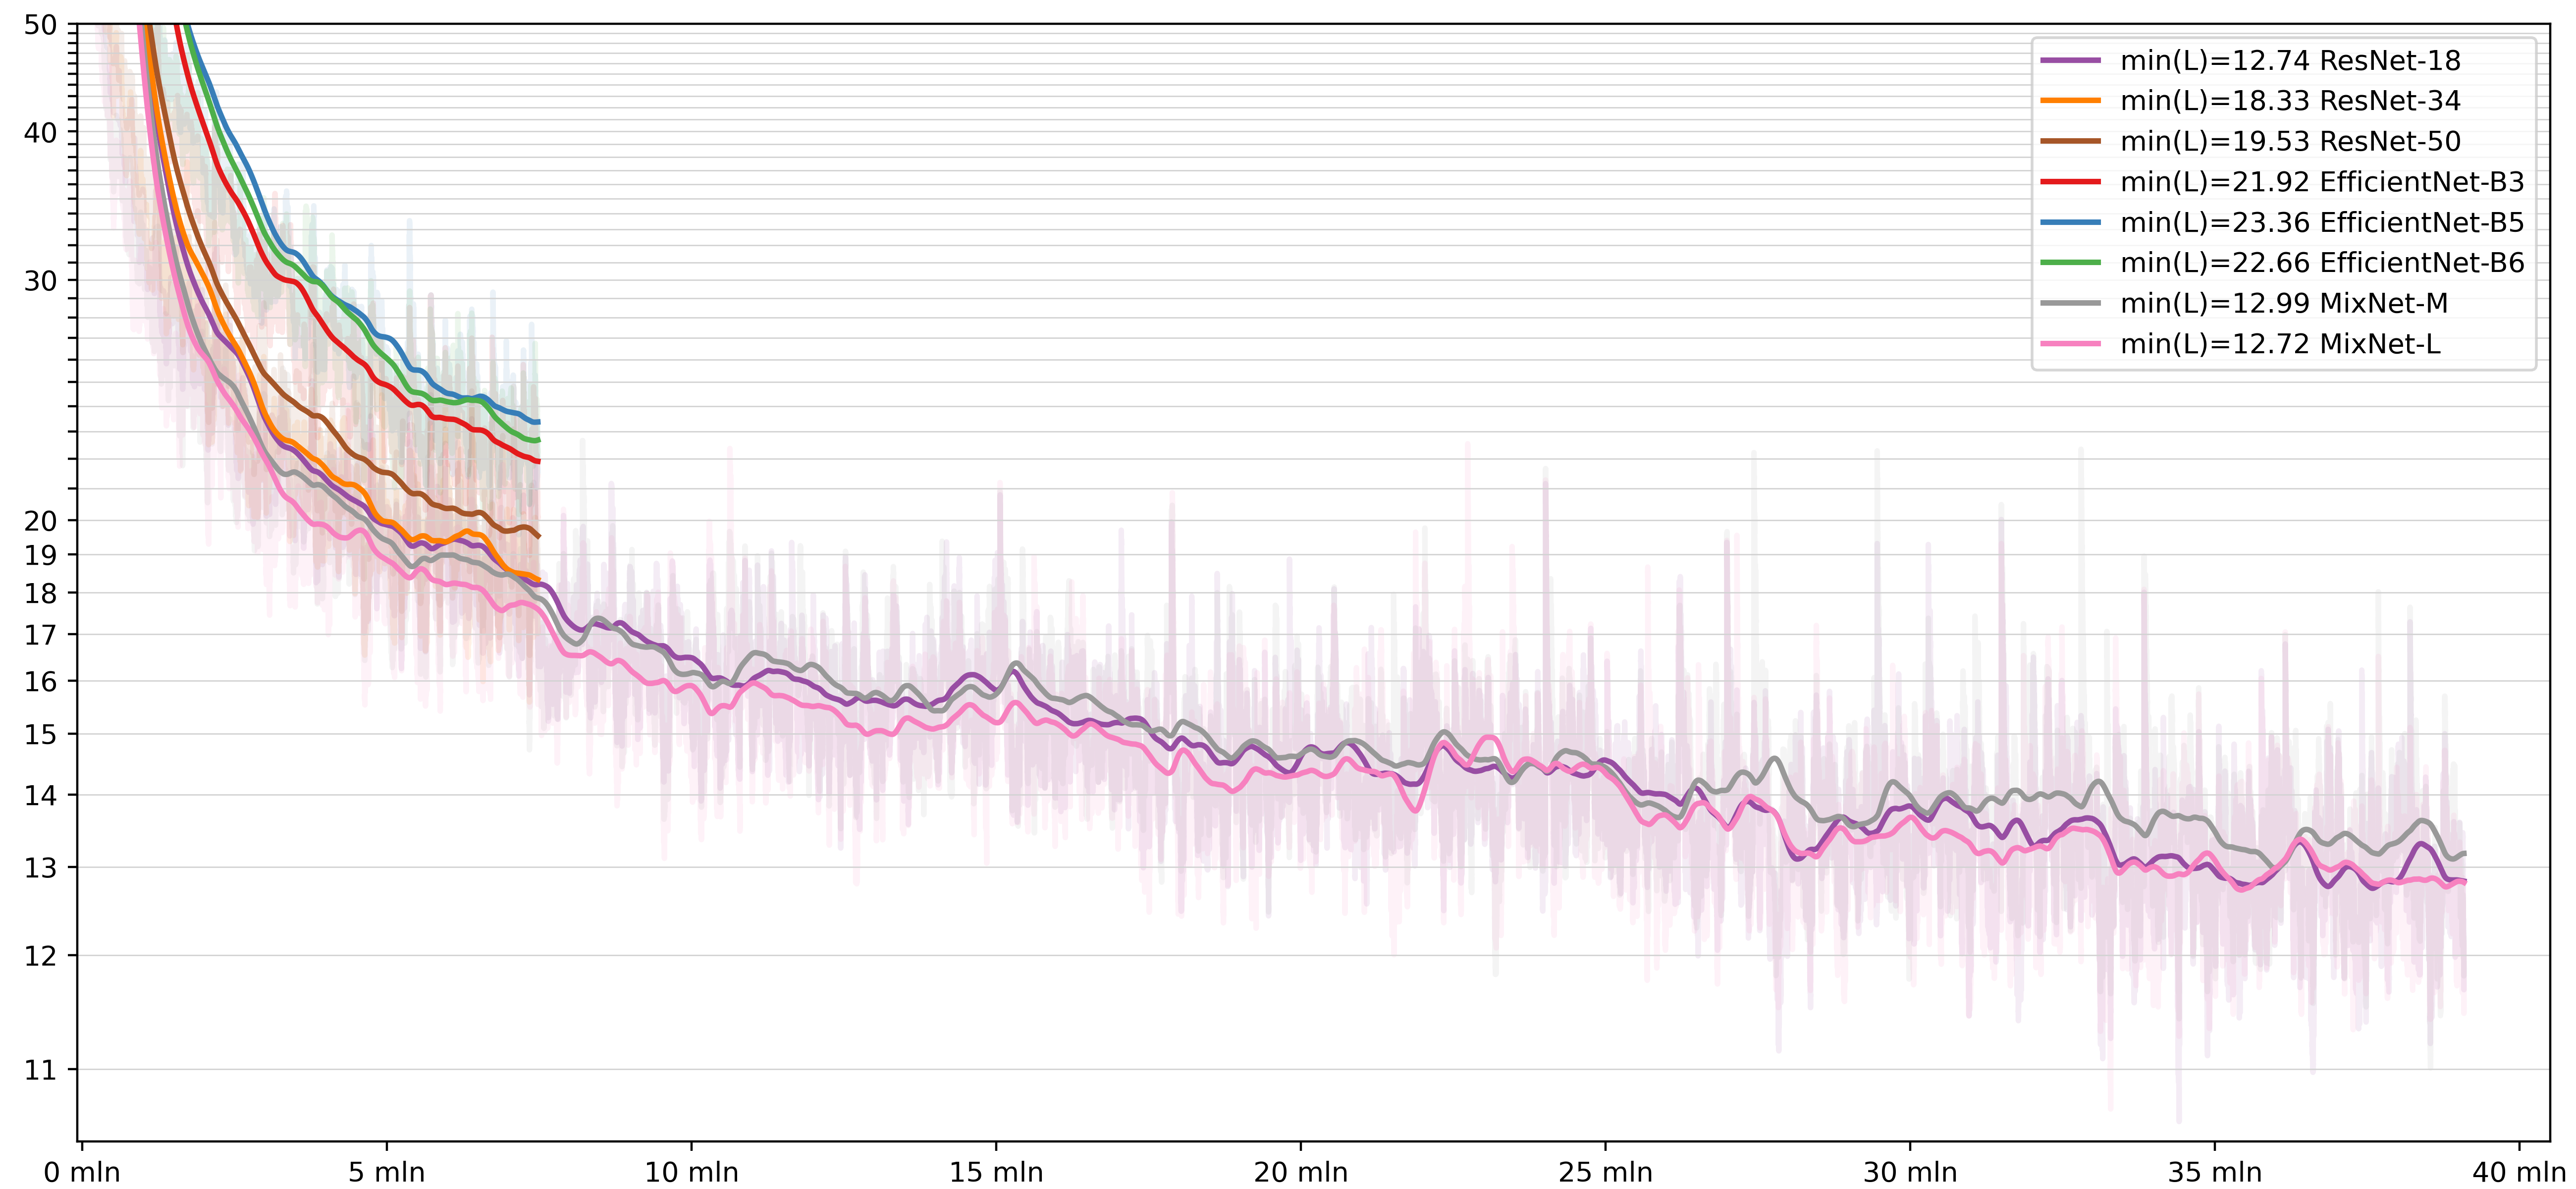 50
40
30
20
19
18
17
16
15
14
13
12
11
min(L)=12.74 ResNet-18
min(L)=18.33 ResNet-34
min(L)=19.53 ResNet-50
min(L)=21.92 EfficientNet-B3
min(L)=23.36 EfficientNet-B5
min(L)=22.66 EfficientNet-B6
min(L)=12.99 MixNet-M
min(L)=12.72 MixNet-L
0 mln 5 mln 10 mln 15 mln 20 mln 25 mln 30 mln 35 mln 40 mln